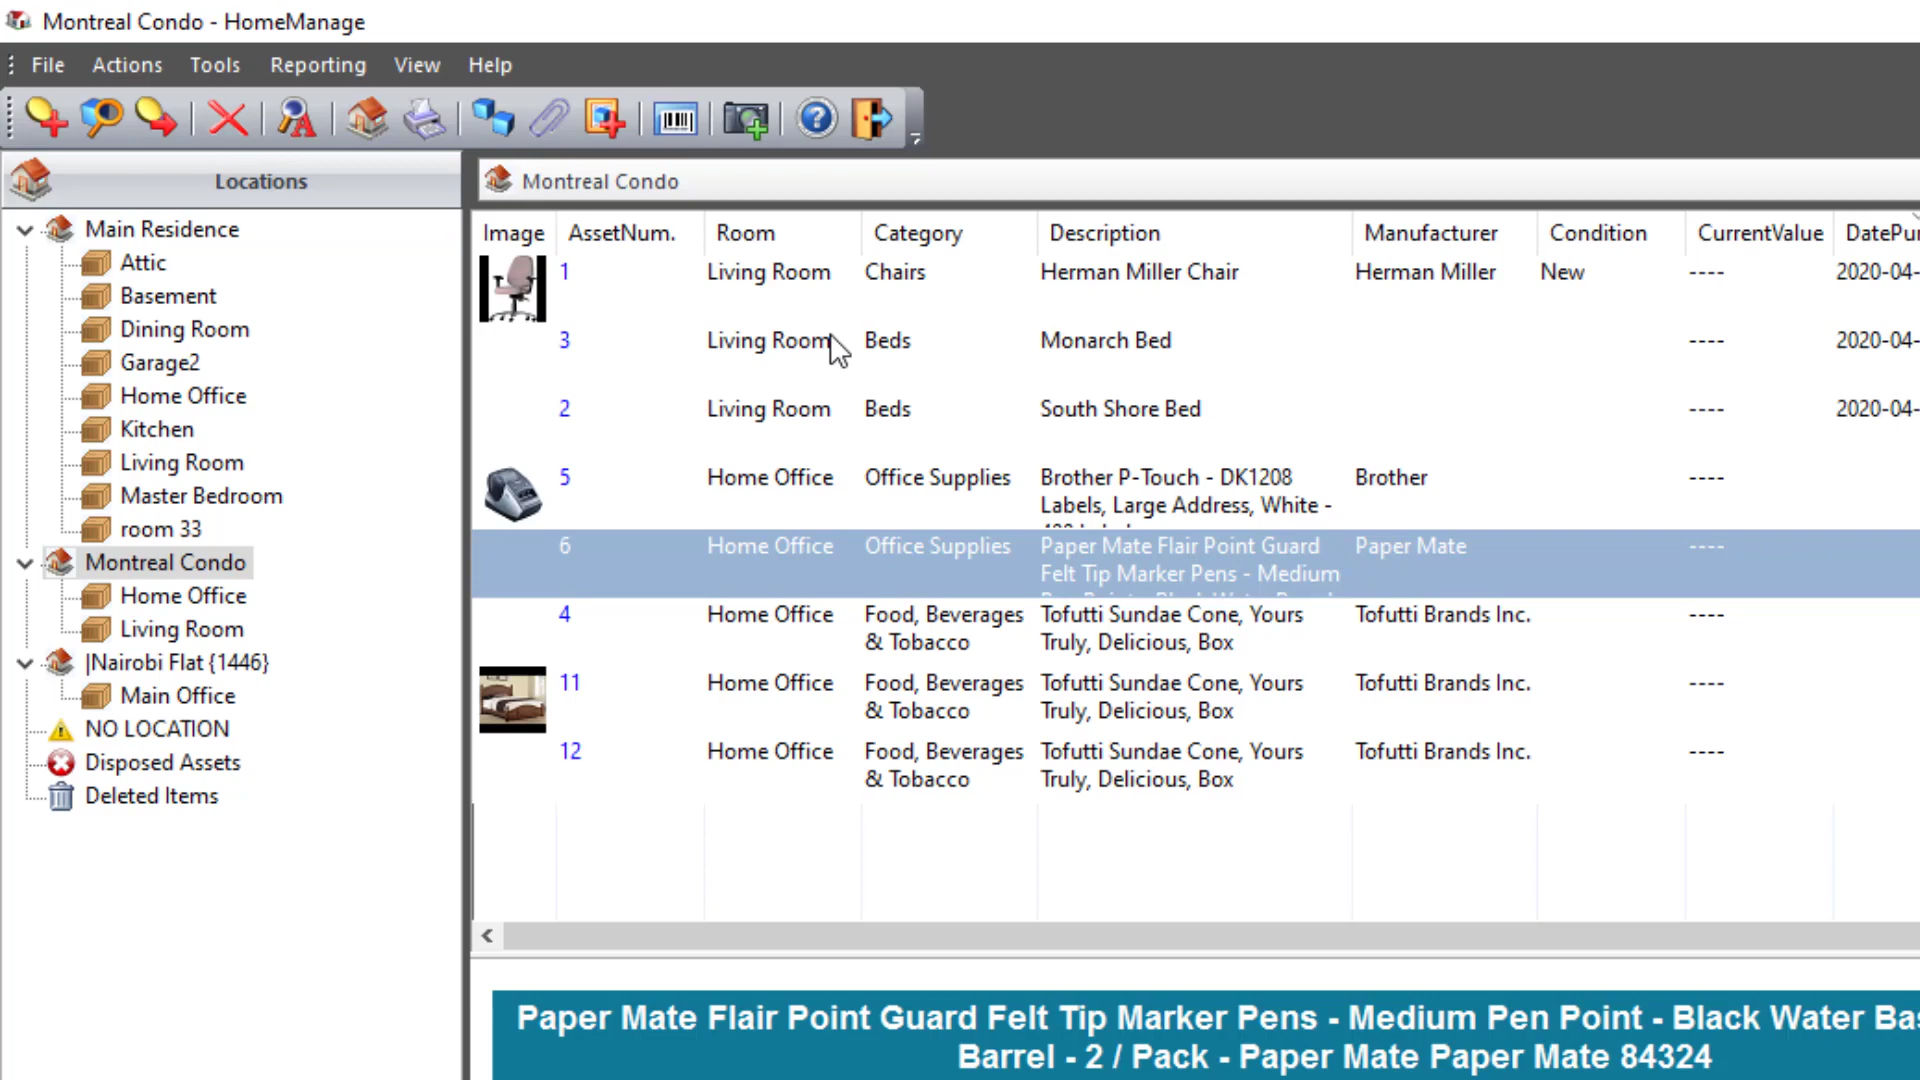 Montreal Condo - HomeManage
File Actions Tools Reporting View Help
Locations
Main Residence
Attic
Basement
Dining Room
Garage2
Home Office
Kitchen
Living Room
Master Bedroom
room 33
Montreal Condo
Home Office
Living Room
|Nairobi Flat {1446}
Main Office
NO LOCATION
Disposed Assets
Deleted Items
Montreal Condo
Image AssetNum. Room Category Description Manufacturer Condition CurrentValue DatePu
1 Living Room Chairs Herman Miller Chair Herman Miller New ---- 2020-04-
3 Living Room Beds Monarch Bed ---- 2020-04-
2 Living Room Beds South Shore Bed ---- 2020-04-
5 Home Office Office Supplies Brother P-Touch - DK1208 Brother ----
Labels, Large Address, White -
6 Home Office Office Supplies Paper Mate Flair Point Guard Paper Mate ----
Felt Tip Marker Pens - Medium
4 Home Office Food, Beverages Tofutti Sundae Cone, Yours Tofutti Brands Inc. ----
& Tobacco Truly, Delicious, Box
11 Home Office Food, Beverages Tofutti Sundae Cone, Yours Tofutti Brands Inc. ----
& Tobacco Truly, Delicious, Box
12 Home Office Food, Beverages Tofutti Sundae Cone, Yours Tofutti Brands Inc. ----
& Tobacco Truly, Delicious, Box
Paper Mate Flair Point Guard Felt Tip Marker Pens - Medium Pen Point - Black Water Bas
Barrel - 2 / Pack - Paper Mate Paper Mate 84324